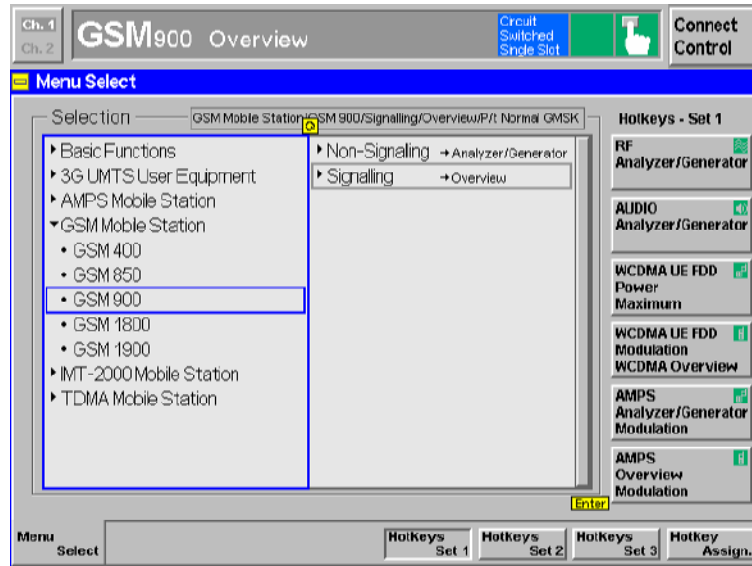 Ch. 1
Ch. 2
GSM900 Overview
Circuit
Switched
Single Slot
Connect
Control
Menu Select
Selection
GSM Mobile Station/GSM 900/Signalling/Overview/P/t Normal GMSK
Basic Functions
3G UMTS User Equipment
AMPS Mobile Station
GSM Mobile Station
GSM 400
GSM 850
GSM 900
GSM 1800
GSM 1900
IMT-2000 Mobile Station
TDMA Mobile Station
Non-Signaling → Analyzer/Generator
Signalling → Overview
Enter
Hotkeys - Set 1
RF
Analyzer/Generator
AUDIO
Analyzer/Generator
WCDMA UE FDD
Power
Maximum
WCDMA UE FDD
Modulation
WCDMA Overview
AMPS
Analyzer/Generator
Modulation
AMPS
Overview
Modulation
Menu
Select
Hotkeys
Set 1
Hotkeys
Set 2
Hotkeys
Set 3
Hotkey
Assign.